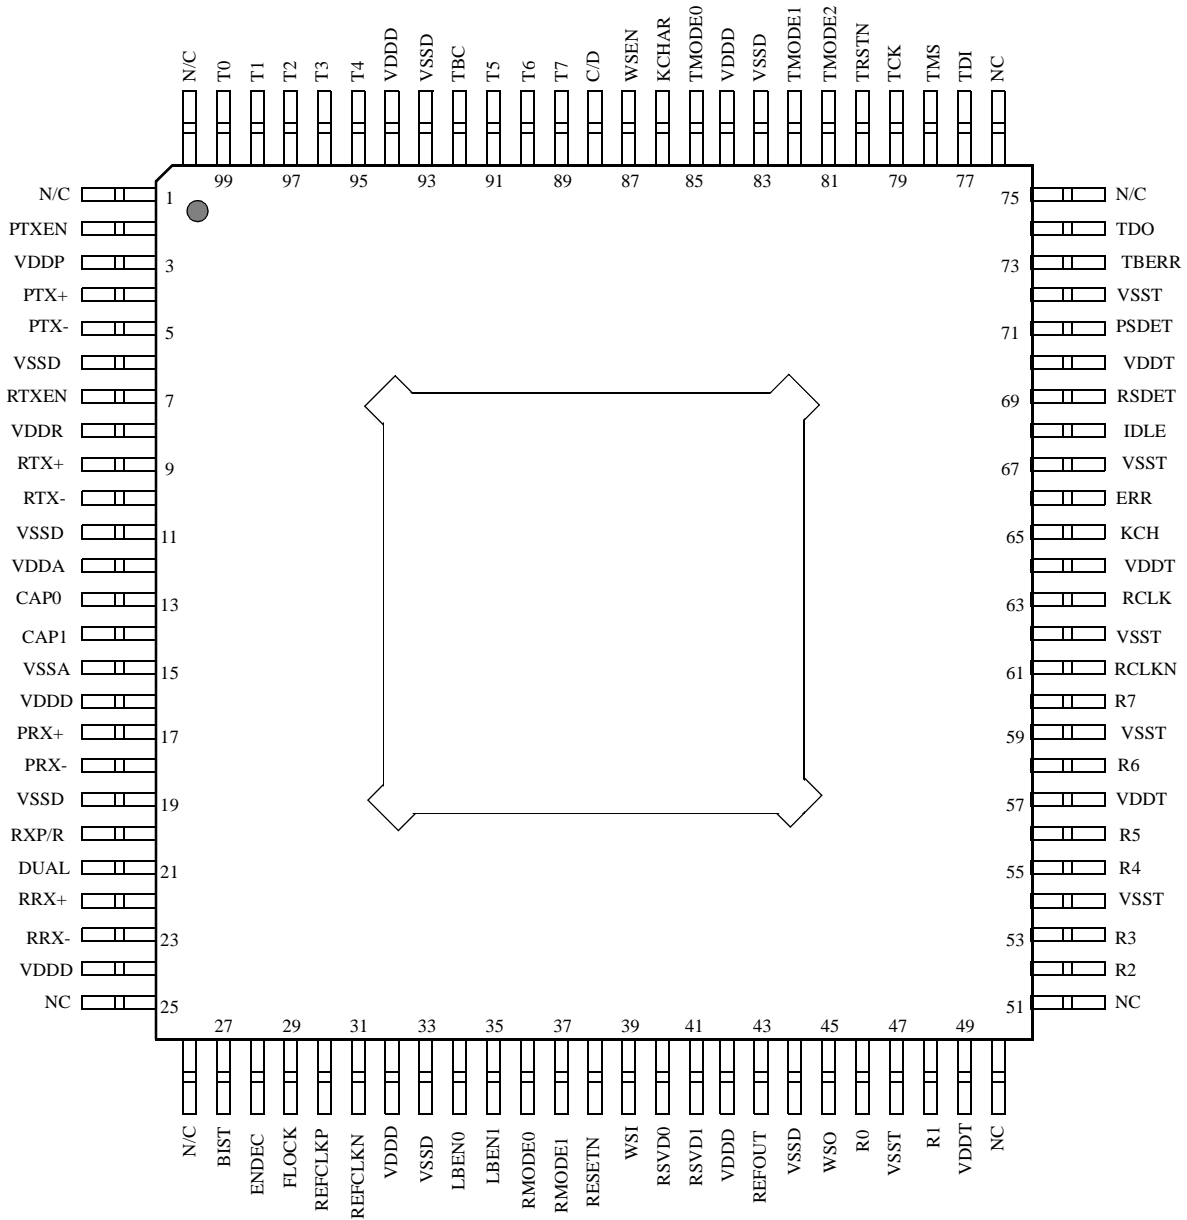 N/C T0 T1 T2 T3 T4 VDDD VSSD TBC T5 T6 T7 C/D WSEN KCHAR TMODE0 VDDD VSSD TMODE1 TMODE2 TRSTN TCK TMS TDI NC
99 97 95 93 91 89 87 85 83 81 79 77
N/C 1 75 N/C
PTXEN TDO
VDDP 3 73 TBERR
PTX+ VSST
PTX- 5 71 PSDET
VSSD VDDT
RTXEN 7 69 RSDET
VDDR IDLE
RTX+ 9 67 VSST
RTX- ERR
VSSD 11 65 KCH
VDDA VDDT
CAP0 13 63 RCLK
CAP1 VSST
VSSA 15 61 RCLKN
VDDD R7
PRX+ 17 59 VSST
PRX- R6
VSSD 19 57 VDDT
RXP/R R5
DUAL 21 55 R4
RRX+ VSST
RRX- 23 53 R3
VDDD R2
NC 25 51 NC
27 29 31 33 35 37 39 41 43 45 47 49
N/C BIST ENDEC FLOCK REFCLKP REFCLKN VDDD VSSD LBEN0 LBEN1 RMODE0 RMODE1 RESETN WSI RSVD0 RSVD1 VDDD REFOUT VSSD WSO R0 VSST R1 VDDT NC